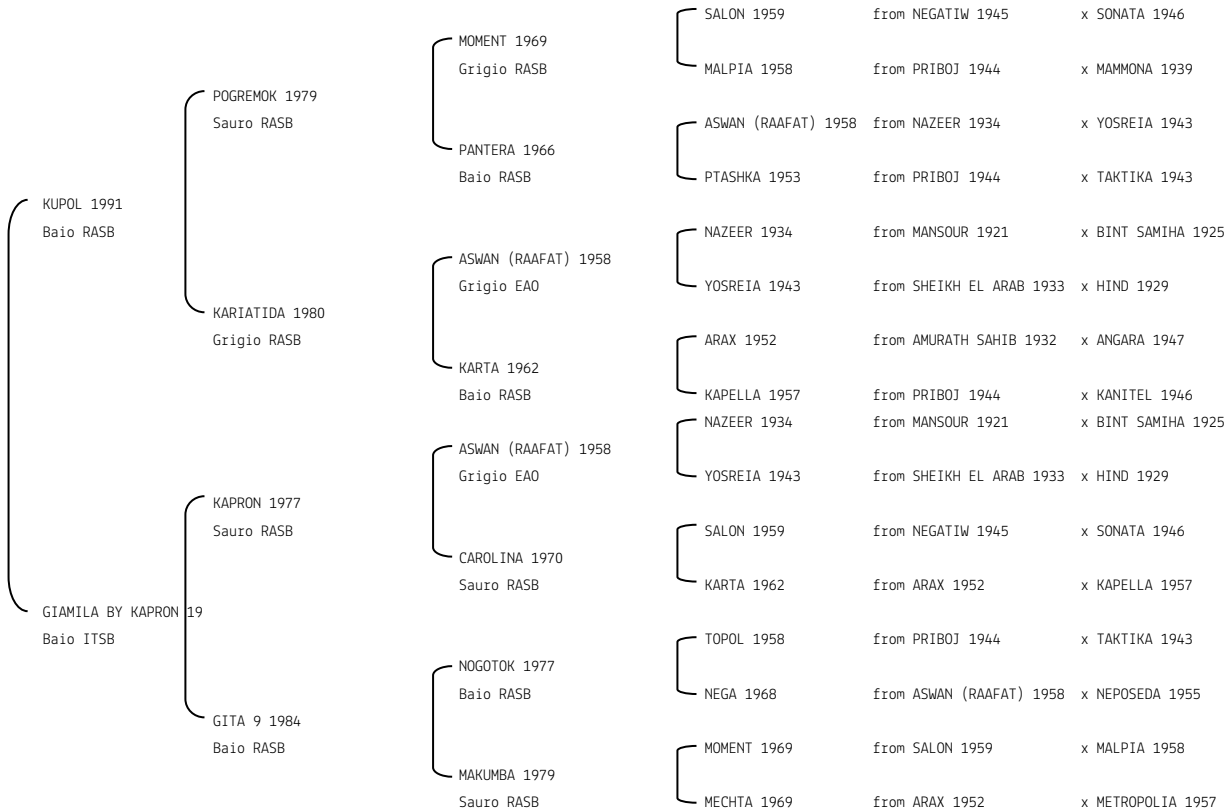 SALON 1959 from NEGATIW 1945 x SONATA 1946
MOMENT 1969
Grigio RASB
MALPIA 1958 from PRIBOJ 1944 x MAMMONA 1939
POGREMOK 1979
Sauro RASB
ASWAN (RAAFAT) 1958 from NAZEER 1934 x YOSREIA 1943
PANTERA 1966
Baio RASB
PTASHKA 1953 from PRIBOJ 1944 x TAKTIKA 1943
KUPOL 1991
Baio RASB
NAZEER 1934 from MANSOUR 1921 x BINT SAMIHA 1925
ASWAN (RAAFAT) 1958
Grigio EAO
YOSREIA 1943 from SHEIKH EL ARAB 1933 x HIND 1929
KARIATIDA 1980
Grigio RASB
ARAX 1952 from AMURATH SAHIB 1932 x ANGARA 1947
KARTA 1962
Baio RASB
KAPELLA 1957 from PRIBOJ 1944 x KANITEL 1946
NAZEER 1934 from MANSOUR 1921 x BINT SAMIHA 1925
ASWAN (RAAFAT) 1958
Grigio EAO
YOSREIA 1943 from SHEIKH EL ARAB 1933 x HIND 1929
KAPRON 1977
Sauro RASB
SALON 1959 from NEGATIW 1945 x SONATA 1946
CAROLINA 1970
Sauro RASB
KARTA 1962 from ARAX 1952 x KAPELLA 1957
GIAMILA BY KAPRON 19
Baio ITSB
TOPOL 1958 from PRIBOJ 1944 x TAKTIKA 1943
NOGOTOK 1977
Baio RASB
NEGA 1968 from ASWAN (RAAFAT) 1958 x NEPOSEDA 1955
GITA 9 1984
Baio RASB
MOMENT 1969 from SALON 1959 x MALPIA 1958
MAKUMBA 1979
Sauro RASB
MECHTA 1969 from ARAX 1952 x METROPOLIA 1957